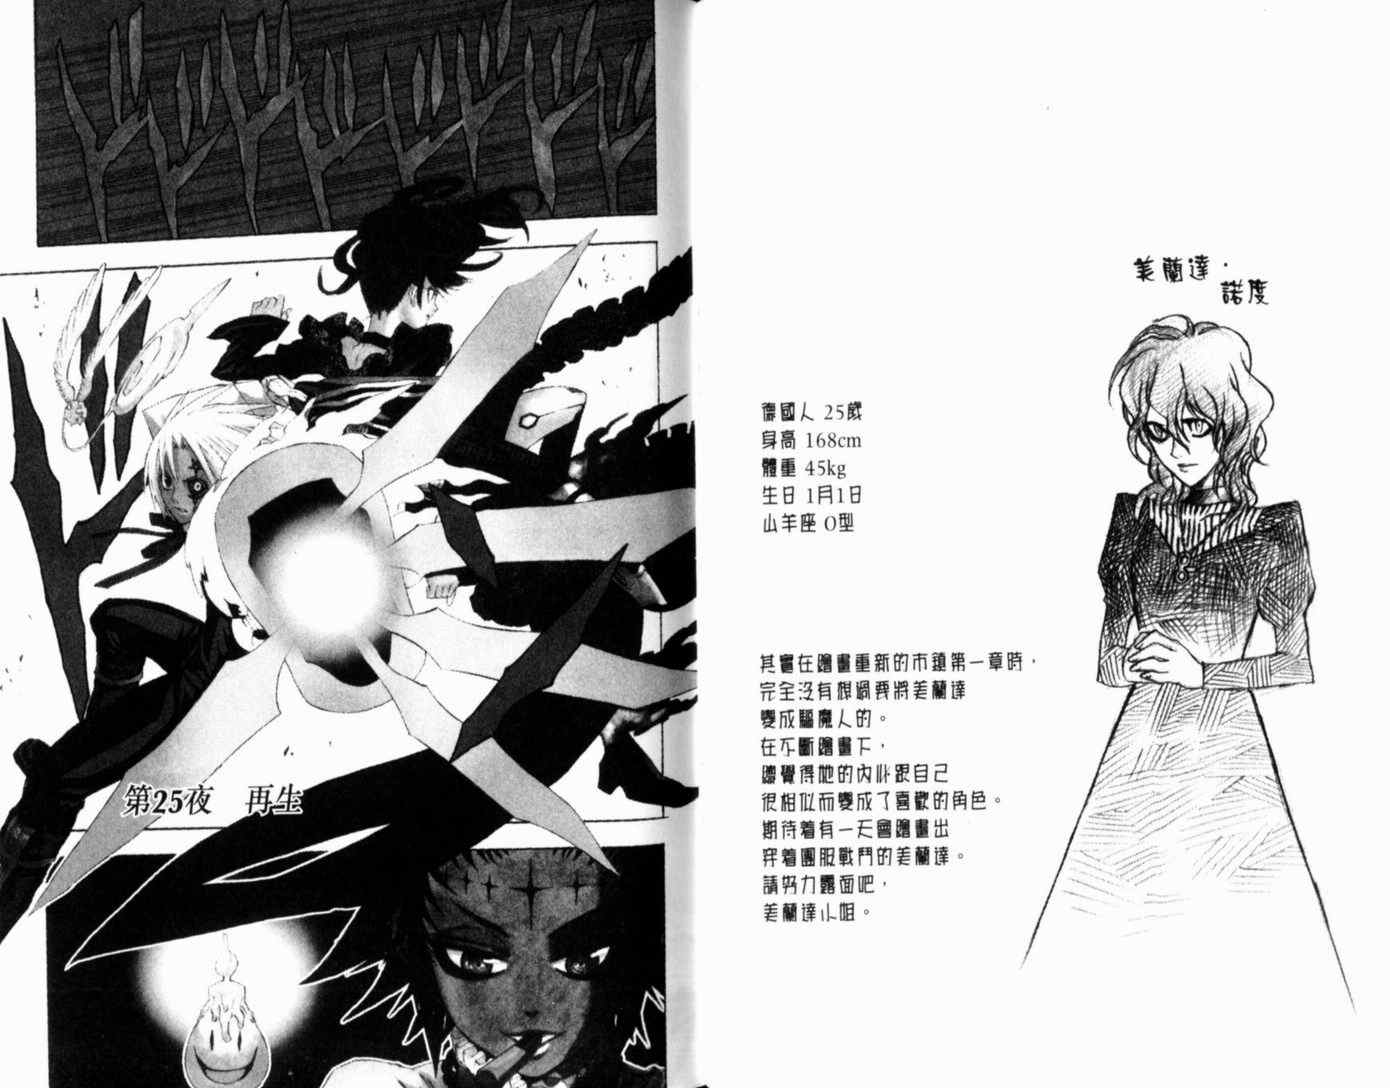 美蘭達・
諾度
德國人 25歲
身高 168cm
體重 45kg
生日 1月1日
山羊座 O型
其實在繪畫重新的市鎮第一章時，
完全沒有想過要將美蘭達
變成驅魔人的。
在不斷繪畫下，
總覺得她的內心跟自己
很相似而變成了喜歡的角色。
期待着有一天會繪畫出
穿着團服戰鬥的美蘭達。
請努力露面吧，
美蘭達小姐。
第25夜　再生